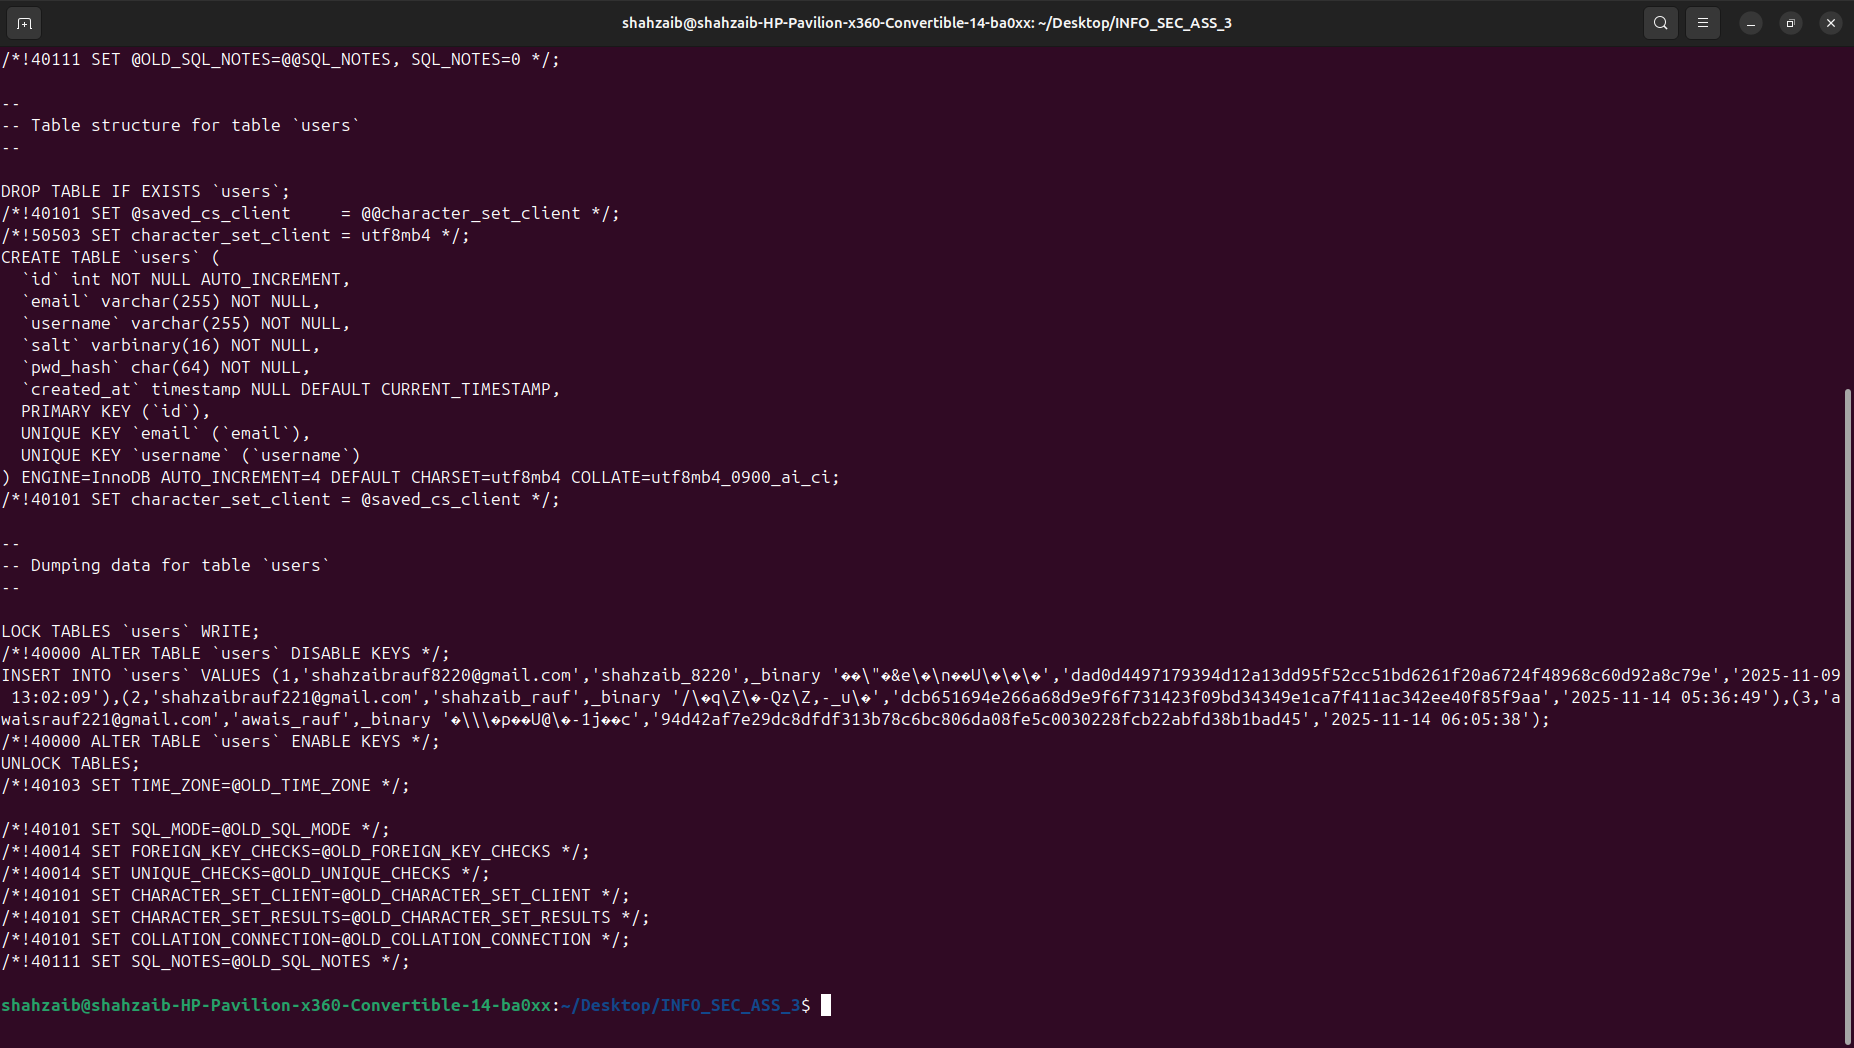 shahzaib@shahzaib-HP-Pavilion-x360-Convertible-14-ba0xx: ~/Desktop/INFO_SEC_ASS_3
/*!40111 SET @OLD_SQL_NOTES=@@SQL_NOTES, SQL_NOTES=0 */;
--
-- Table structure for table `users`
--
DROP TABLE IF EXISTS `users`;
/*!40101 SET @saved_cs_client     = @@character_set_client */;
/*!50503 SET character_set_client = utf8mb4 */;
CREATE TABLE `users` (
  `id` int NOT NULL AUTO_INCREMENT,
  `email` varchar(255) NOT NULL,
  `username` varchar(255) NOT NULL,
  `salt` varbinary(16) NOT NULL,
  `pwd_hash` char(64) NOT NULL,
  `created_at` timestamp NULL DEFAULT CURRENT_TIMESTAMP,
  PRIMARY KEY (`id`),
  UNIQUE KEY `email` (`email`),
  UNIQUE KEY `username` (`username`)
) ENGINE=InnoDB AUTO_INCREMENT=4 DEFAULT CHARSET=utf8mb4 COLLATE=utf8mb4_0900_ai_ci;
/*!40101 SET character_set_client = @saved_cs_client */;
--
-- Dumping data for table `users`
--
LOCK TABLES `users` WRITE;
/*!40000 ALTER TABLE `users` DISABLE KEYS */;
INSERT INTO `users` VALUES (1,'shahzaibrauf8220@gmail.com','shahzaib_8220',_binary '��\"�&e\�\n��U\�\�\�','dad0d4497179394d12a13dd95f52cc51bd6261f20a6724f48968c60d92a8c79e','2025-11-09
 13:02:09'),(2,'shahzaibrauf221@gmail.com','shahzaib_rauf',_binary '/\�q\Z\�-Qz\Z,-_u\�','dcb651694e266a68d9e9f6f731423f09bd34349e1ca7f411ac342ee40f85f9aa','2025-11-14 05:36:49'),(3,'a
waisrauf221@gmail.com','awais_rauf',_binary '�\\\�p��U@\�-1j��c','94d42af7e29dc8dfdf313b78c6bc806da08fe5c0030228fcb22abfd38b1bad45','2025-11-14 06:05:38');
/*!40000 ALTER TABLE `users` ENABLE KEYS */;
UNLOCK TABLES;
/*!40103 SET TIME_ZONE=@OLD_TIME_ZONE */;
/*!40101 SET SQL_MODE=@OLD_SQL_MODE */;
/*!40014 SET FOREIGN_KEY_CHECKS=@OLD_FOREIGN_KEY_CHECKS */;
/*!40014 SET UNIQUE_CHECKS=@OLD_UNIQUE_CHECKS */;
/*!40101 SET CHARACTER_SET_CLIENT=@OLD_CHARACTER_SET_CLIENT */;
/*!40101 SET CHARACTER_SET_RESULTS=@OLD_CHARACTER_SET_RESULTS */;
/*!40101 SET COLLATION_CONNECTION=@OLD_COLLATION_CONNECTION */;
/*!40111 SET SQL_NOTES=@OLD_SQL_NOTES */;
shahzaib@shahzaib-HP-Pavilion-x360-Convertible-14-ba0xx:~/Desktop/INFO_SEC_ASS_3$